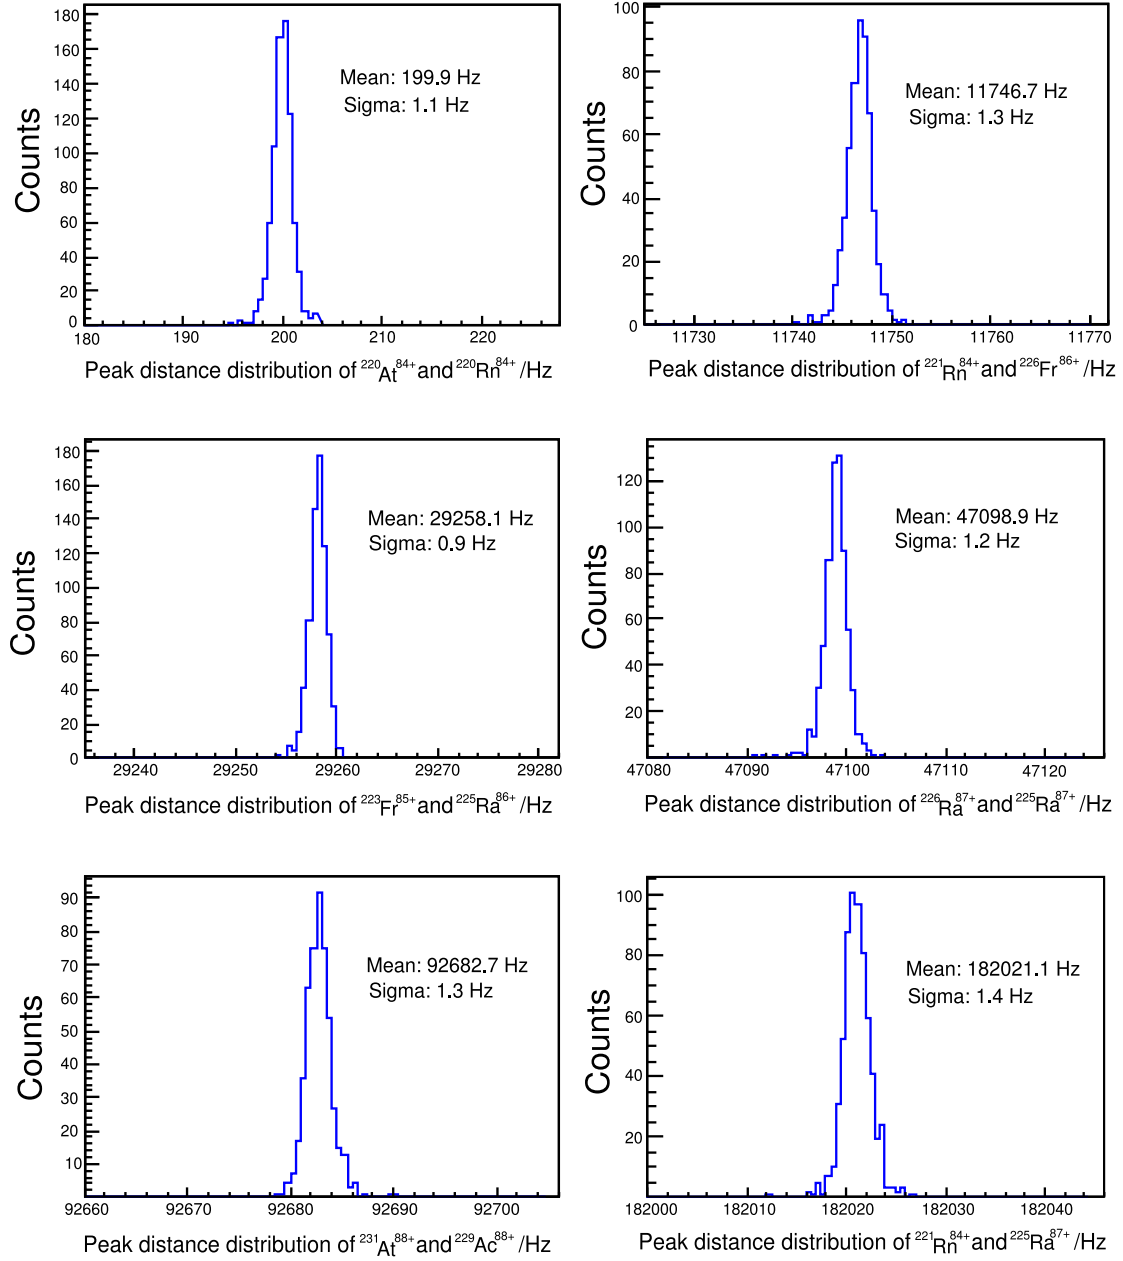 180
160
140
120
100
80
60
40
20
0
Counts
Mean: 199.9 Hz
Sigma: 1.1 Hz
180 190 200 210 220
Peak distance distribution of ²²⁰At⁸⁴⁺ and ²²⁰Rn⁸⁴⁺ /Hz
100
80
60
40
20
0
Counts
Mean: 11746.7 Hz
Sigma: 1.3 Hz
11730 11740 11750 11760 11770
Peak distance distribution of ²²¹Rn⁸⁴⁺ and ²²⁶Fr⁸⁶⁺ /Hz
180
160
140
120
100
80
60
40
20
0
Counts
Mean: 29258.1 Hz
Sigma: 0.9 Hz
29240 29250 29260 29270 29280
Peak distance distribution of ²²³Fr⁸⁵⁺ and ²²⁵Ra⁸⁶⁺ /Hz
120
100
80
60
40
20
Counts
Mean: 47098.9 Hz
Sigma: 1.2 Hz
47080 47090 47100 47110 47120
Peak distance distribution of ²²⁶Ra⁸⁷⁺ and ²²⁵Ra⁸⁷⁺ /Hz
90
80
70
60
50
40
30
20
10
Counts
Mean: 92682.7 Hz
Sigma: 1.3 Hz
92660 92670 92680 92690 92700
Peak distance distribution of ²³¹At⁸⁸⁺ and ²²⁹Ac⁸⁸⁺ /Hz
100
80
60
40
20
Counts
Mean: 182021.1 Hz
Sigma: 1.4 Hz
182000 182010 182020 182030 182040
Peak distance distribution of ²²¹Rn⁸⁴⁺ and ²²⁵Ra⁸⁷⁺ /Hz